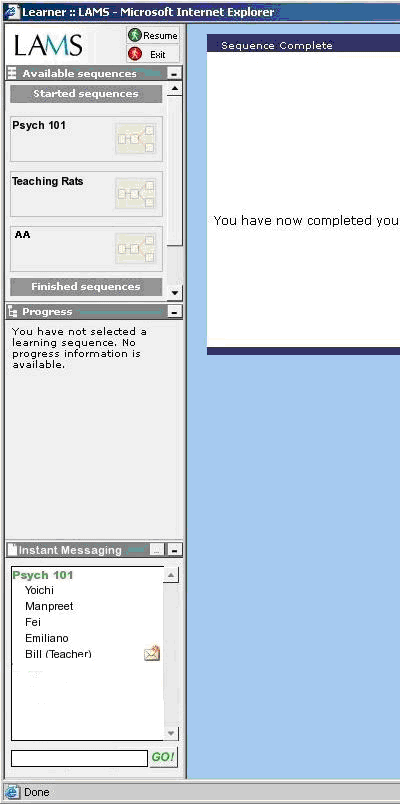 Learner :: LAMS - Microsoft Internet Explorer
LAMS
Resume
Exit
Available sequences
Started sequences
Psych 101
Teaching Rats
AA
Finished sequences
Progress
You have not selected a
learning sequence. No
progress information is
available.
Instant Messaging
...
Psych 101
Yoichi
Manpreet
Fei
Emiliano
Bill (Teacher)
GO!
Sequence Complete
You have now completed you
Done